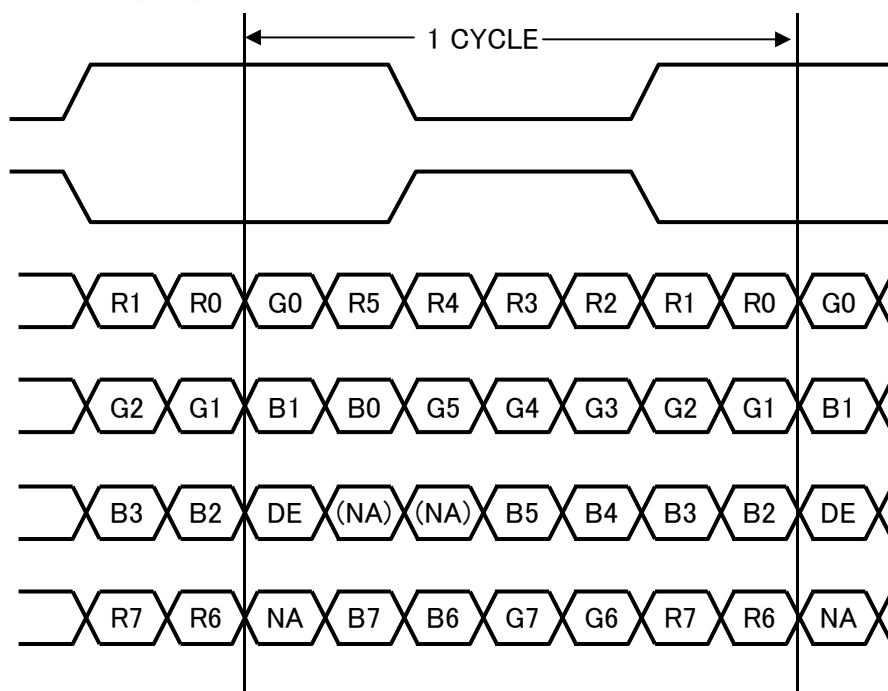 1 CYCLE
R1 R0 G0 R5 R4 R3 R2 R1 R0 G0
G2 G1 B1 B0 G5 G4 G3 G2 G1 B1
B3 B2 DE (NA) (NA) B5 B4 B3 B2 DE
R7 R6 NA B7 B6 G7 G6 R7 R6 NA